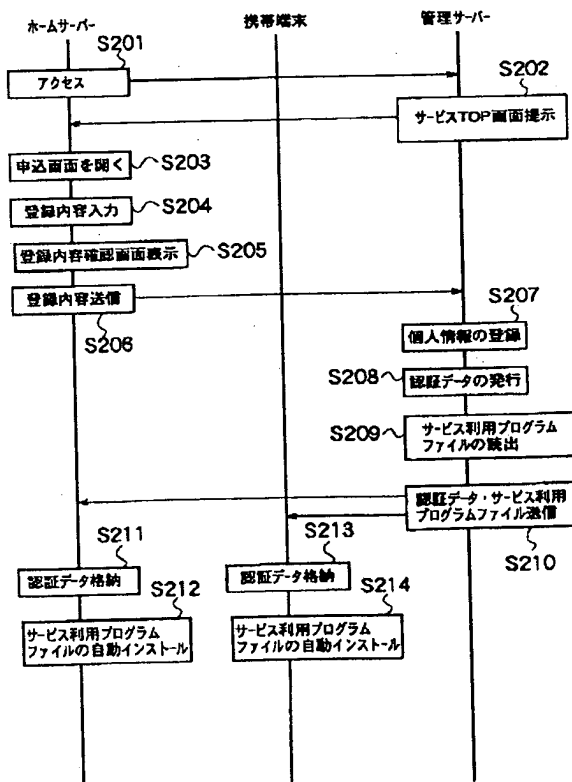 ホームサーバー
携帯端末
管理サーバー
S201
アクセス
S202
サービスTOP画面提示
申込画面を開く
S203
登録内容入力
S204
登録内容確認画面表示
S205
登録内容送信
S206
S207
個人情報の登録
S208
認証データの発行
S209
サービス利用プログラム
ファイルの読出
認証データ・サービス利用
プログラムファイル送信
S210
S211
認証データ格納
S212
サービス利用プログラム
ファイルの自動インストール
S213
認証データ格納
S214
サービス利用プログラム
ファイルの自動インストール